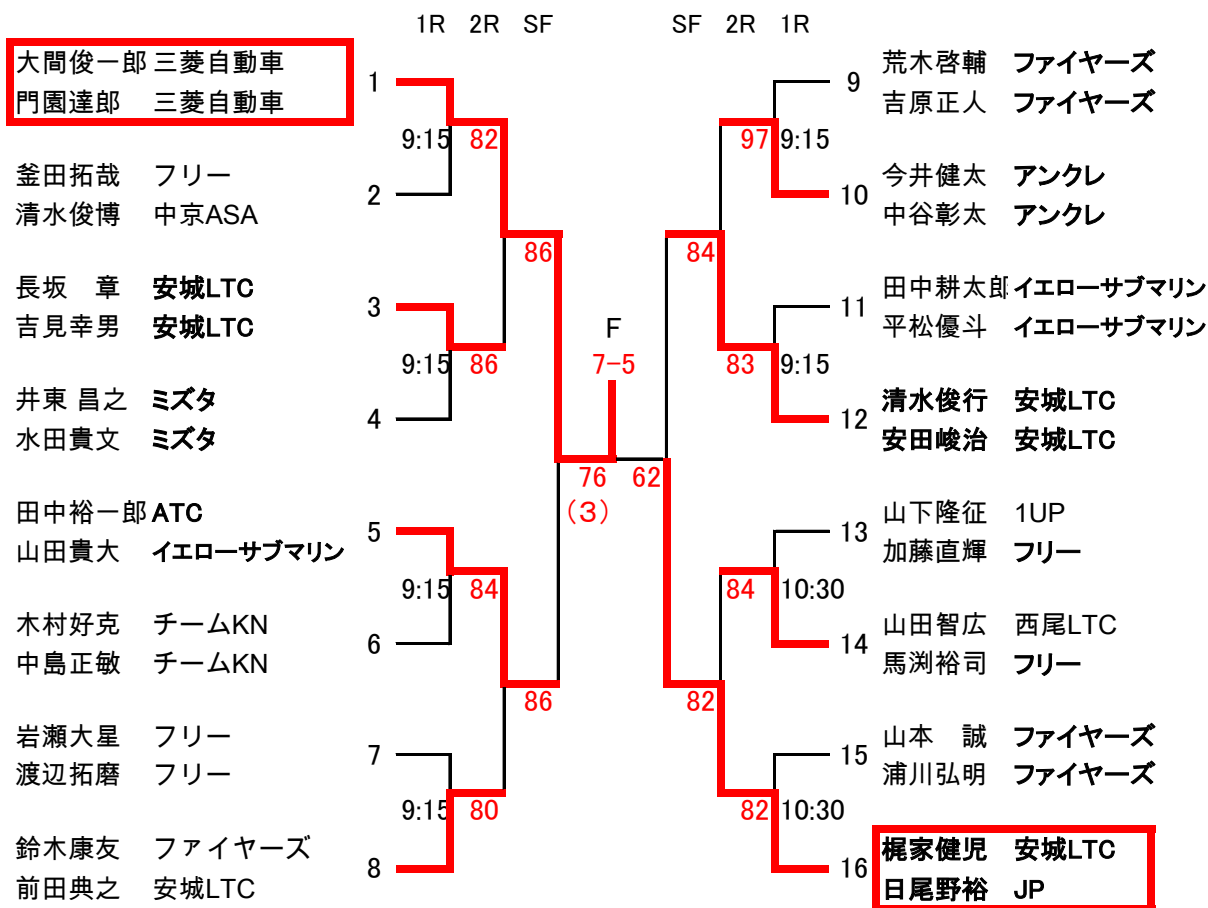 1R 2R SF
SF 2R 1R
大間俊一郎 三菱自動車
門園達郎 三菱自動車
1
9:15 82
釜田拓哉 フリー
清水俊博 中京ASA
2
86
長坂 章 安城LTC
吉見幸男 安城LTC
3
9:15 86
井東 昌之 ミズタ
水田貴文 ミズタ
4
田中裕一郎 ATC
山田貴大 イエローサブマリン
5
9:15 84
木村好克 チームKN
中島正敏 チームKN
6
86
岩瀬大星 フリー
渡辺拓磨 フリー
7
9:15 80
鈴木康友 ファイヤーズ
前田典之 安城LTC
8
F
7-5
76 62
(3)
9
荒木啓輔 ファイヤーズ
吉原正人 ファイヤーズ
97 9:15
10
今井健太 アンクレ
中谷彰太 アンクレ
84
11
田中耕太郎 イエローサブマリン
平松優斗 イエローサブマリン
83 9:15
12
清水俊行 安城LTC
安田峻治 安城LTC
13
山下隆征 1UP
加藤直輝 フリー
84 10:30
14
山田智広 西尾LTC
馬渕裕司 フリー
82
15
山本 誠 ファイヤーズ
浦川弘明 ファイヤーズ
82 10:30
16
梶家健児 安城LTC
日尾野裕 JP